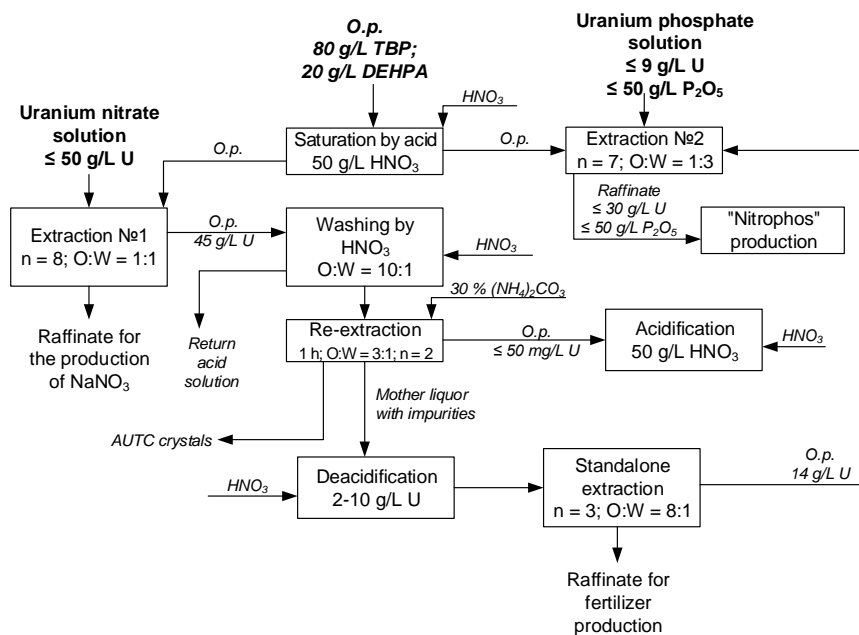 O.p.
80 g/L TBP;
20 g/L DEHPA
Uranium phosphate
solution
≤ 9 g/L U
≤ 50 g/L P₂O₅
HNO₃
Uranium nitrate
solution
≤ 50 g/L U
O.p.
Saturation by acid
50 g/L HNO₃
O.p.
Extraction №2
n = 7; O:W = 1:3
Extraction №1
n = 8; O:W = 1:1
O.p.
45 g/L U
Washing by
HNO₃
O:W = 10:1
HNO₃
Raffinate
≤ 30 g/L U
≤ 50 g/L P₂O₅
"Nitrophos"
production
Raffinate for
the production
of NaNO₃
Return
acid
solution
30 % (NH₄)₂CO₃
Re-extraction
1 h; O:W = 3:1; n = 2
O.p.
≤ 50 mg/L U
Acidification
50 g/L HNO₃
HNO₃
Mother liquor
with impurities
AUTC crystals
HNO₃
Deacidification
2-10 g/L U
Standalone
extraction
n = 3; O:W = 8:1
O.p.
14 g/L U
Raffinate for
fertilizer
production